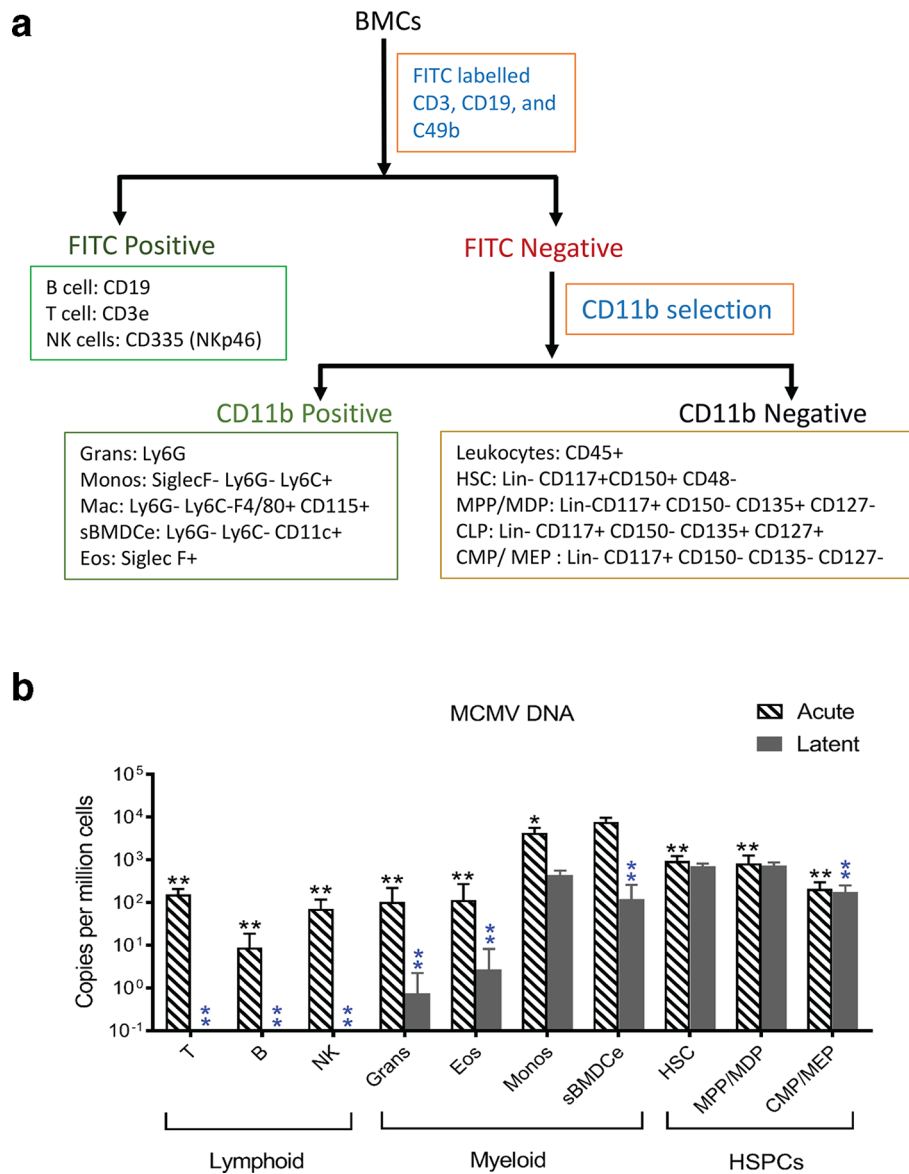 a
BMCs
FITC labelled
CD3, CD19, and
C49b
FITC Positive
FITC Negative
B cell: CD19
T cell: CD3e
NK cells: CD335 (NKp46)
CD11b selection
CD11b Positive
CD11b Negative
Grans: Ly6G
Monos: SiglecF- Ly6G- Ly6C+
Mac: Ly6G- Ly6C-F4/80+ CD115+
sBMDCe: Ly6G- Ly6C- CD11c+
Eos: Siglec F+
Leukocytes: CD45+
HSC: Lin- CD117+CD150+ CD48-
MPP/MDP: Lin-CD117+ CD150- CD135+ CD127-
CLP: Lin- CD117+ CD150- CD135+ CD127+
CMP/ MEP : Lin- CD117+ CD150- CD135- CD127-
b
MCMV DNA
Acute
Latent
Copies per million cells
10⁵
10⁴
10³
10²
10¹
10⁰
10⁻¹
** ** ** ** ** * ** ** **
** ** ** ** ** ** **
T B NK Grans Eos Monos sBMDCe HSC MPP/MDP CMP/MEP
Lymphoid Myeloid HSPCs